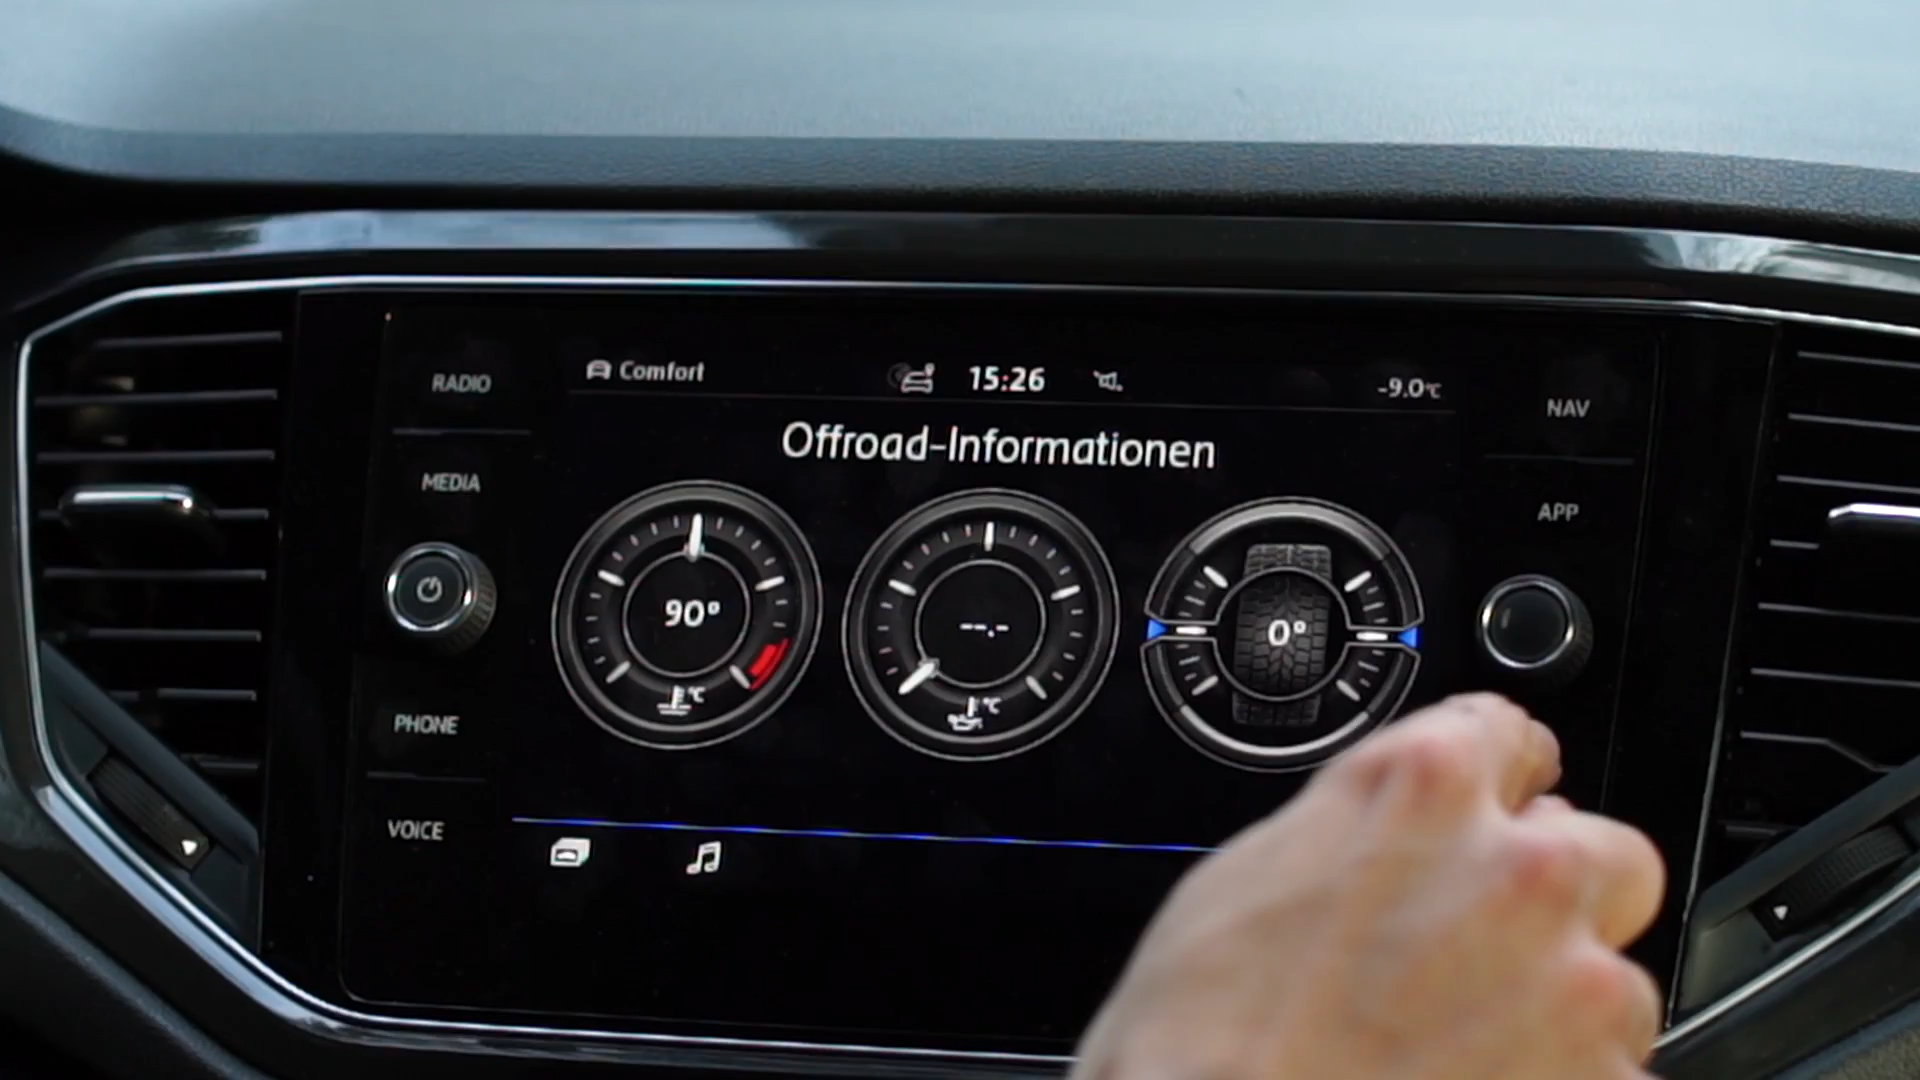 RADIO
MEDIA
PHONE
VOICE
Comfort
15:26
-9.0°C
Offroad-Informationen
90°
°C
--.-
°C
0°
NAV
APP